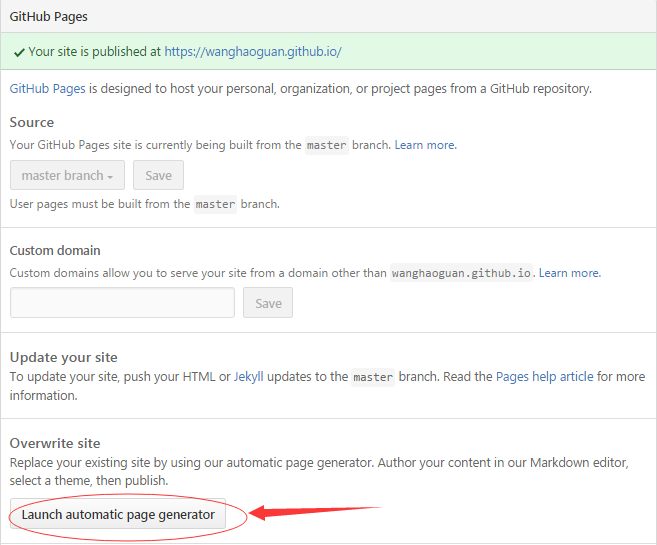 GitHub Pages
Your site is published at https://wanghaoguan.github.io/
GitHub Pages is designed to host your personal, organization, or project pages from a GitHub repository.
Source
Your GitHub Pages site is currently being built from the master branch. Learn more.
master branch Save
User pages must be built from the master branch.
Custom domain
Custom domains allow you to serve your site from a domain other than wanghaoguan.github.io. Learn more.
Save
Update your site
To update your site, push your HTML or Jekyll updates to the master branch. Read the Pages help article for more
information.
Overwrite site
Replace your existing site by using our automatic page generator. Author your content in our Markdown editor,
select a theme, then publish.
Launch automatic page generator